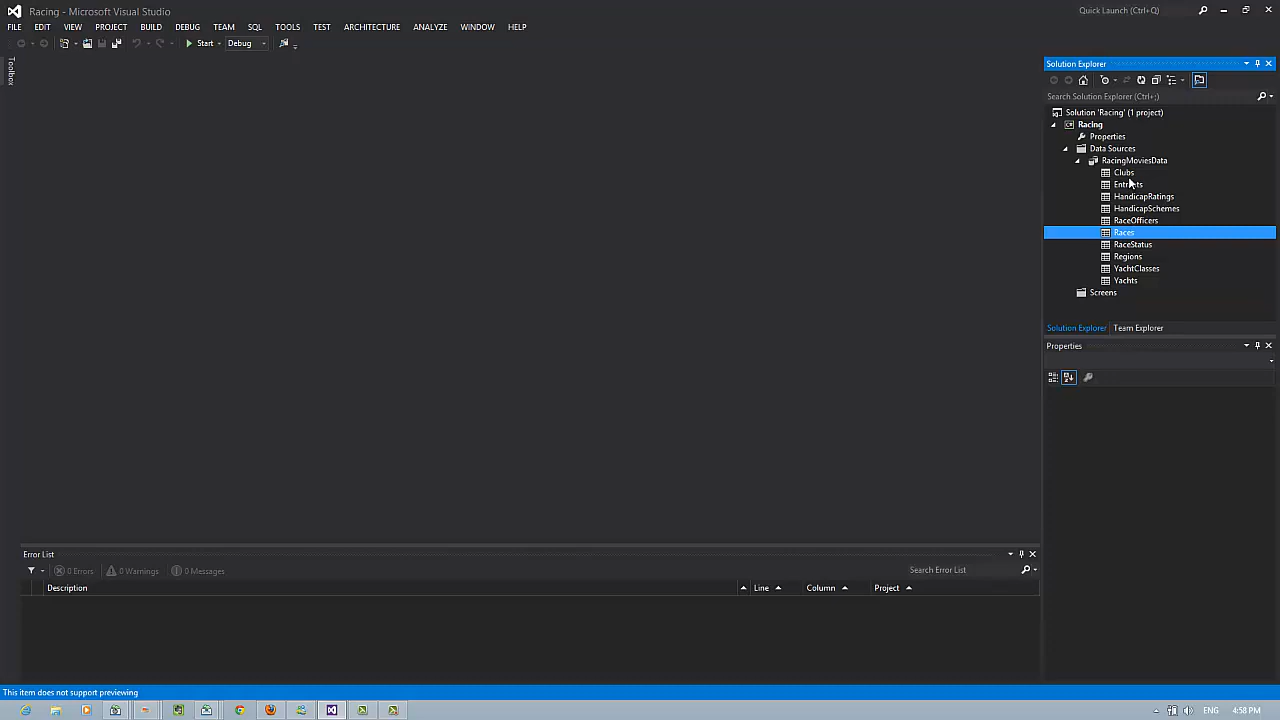 Racing - Microsoft Visual Studio
Quick Launch (Ctrl+Q)
FILE EDIT VIEW PROJECT BUILD DEBUG TEAM SQL TOOLS TEST ARCHITECTURE ANALYZE WINDOW HELP
Start Debug
Toolbox
Solution Explorer
Search Solution Explorer (Ctrl+;)
Solution 'Racing' (1 project)
Racing
Properties
Data Sources
RacingMoviesData
Clubs
Entrants
HandicapRatings
HandicapSchemes
RaceOfficers
Races
RaceStatus
Regions
YachtClasses
Yachts
Screens
Solution Explorer Team Explorer
Properties
Error List
0 Errors 0 Warnings 0 Messages
Search Error List
Description Line Column Project
This item does not support previewing
ENG 4:58 PM